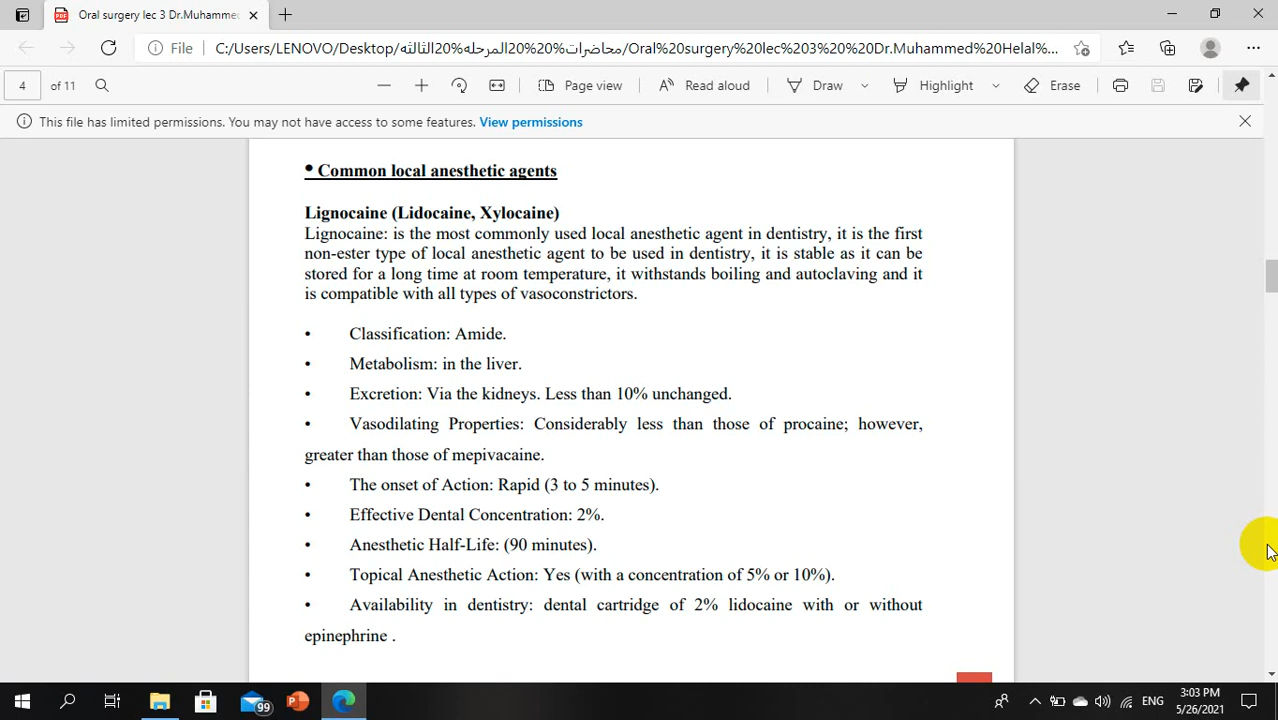 Oral surgery lec 3 Dr.Muhammed
File
C:/Users/LENOVO/Desktop/محاضرات%20%20المرحله%20الثالثه/Oral%20surgery%20lec%203%20%20Dr.Muhammed%20Helal%...
4 of 11
Page view
Read aloud
Draw
Highlight
Erase
This file has limited permissions. You may not have access to some features. View permissions
• Common local anesthetic agents
Lignocaine (Lidocaine, Xylocaine)
Lignocaine: is the most commonly used local anesthetic agent in dentistry, it is the first
non-ester type of local anesthetic agent to be used in dentistry, it is stable as it can be
stored for a long time at room temperature, it withstands boiling and autoclaving and it
is compatible with all types of vasoconstrictors.
• Classification: Amide.
• Metabolism: in the liver.
• Excretion: Via the kidneys. Less than 10% unchanged.
• Vasodilating Properties: Considerably less than those of procaine; however,
greater than those of mepivacaine.
• The onset of Action: Rapid (3 to 5 minutes).
• Effective Dental Concentration: 2%.
• Anesthetic Half-Life: (90 minutes).
• Topical Anesthetic Action: Yes (with a concentration of 5% or 10%).
• Availability in dentistry: dental cartridge of 2% lidocaine with or without
epinephrine .
99
ENG
3:03 PM
5/26/2021